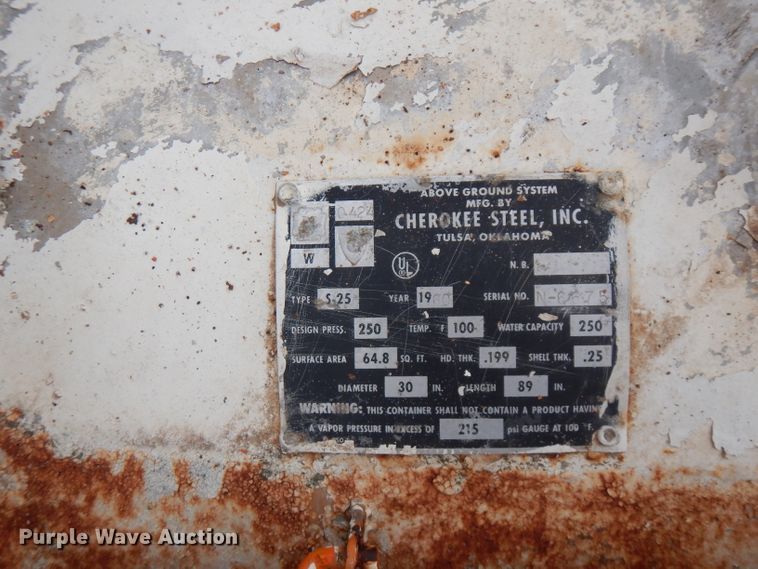 ABOVE GROUND SYSTEM
MFG. BY
CHEROKEE STEEL, INC.
TULSA, OKLAHOMA
W
UL
N.B.
TYPE S-25 YEAR SERIAL NO.
DESIGN PRESS. 250 TEMP. °F 100 WATER CAPACITY 250
SURFACE AREA 64.8 SQ. FT. HD. THK. .199 SHELL THK. .25
DIAMETER 30 IN. LENGTH 89 IN.
WARNING: THIS CONTAINER SHALL NOT CONTAIN A PRODUCT HAVING
A VAPOR PRESSURE IN EXCESS OF 215 psi GAUGE AT 100 °F.
Purple Wave Auction